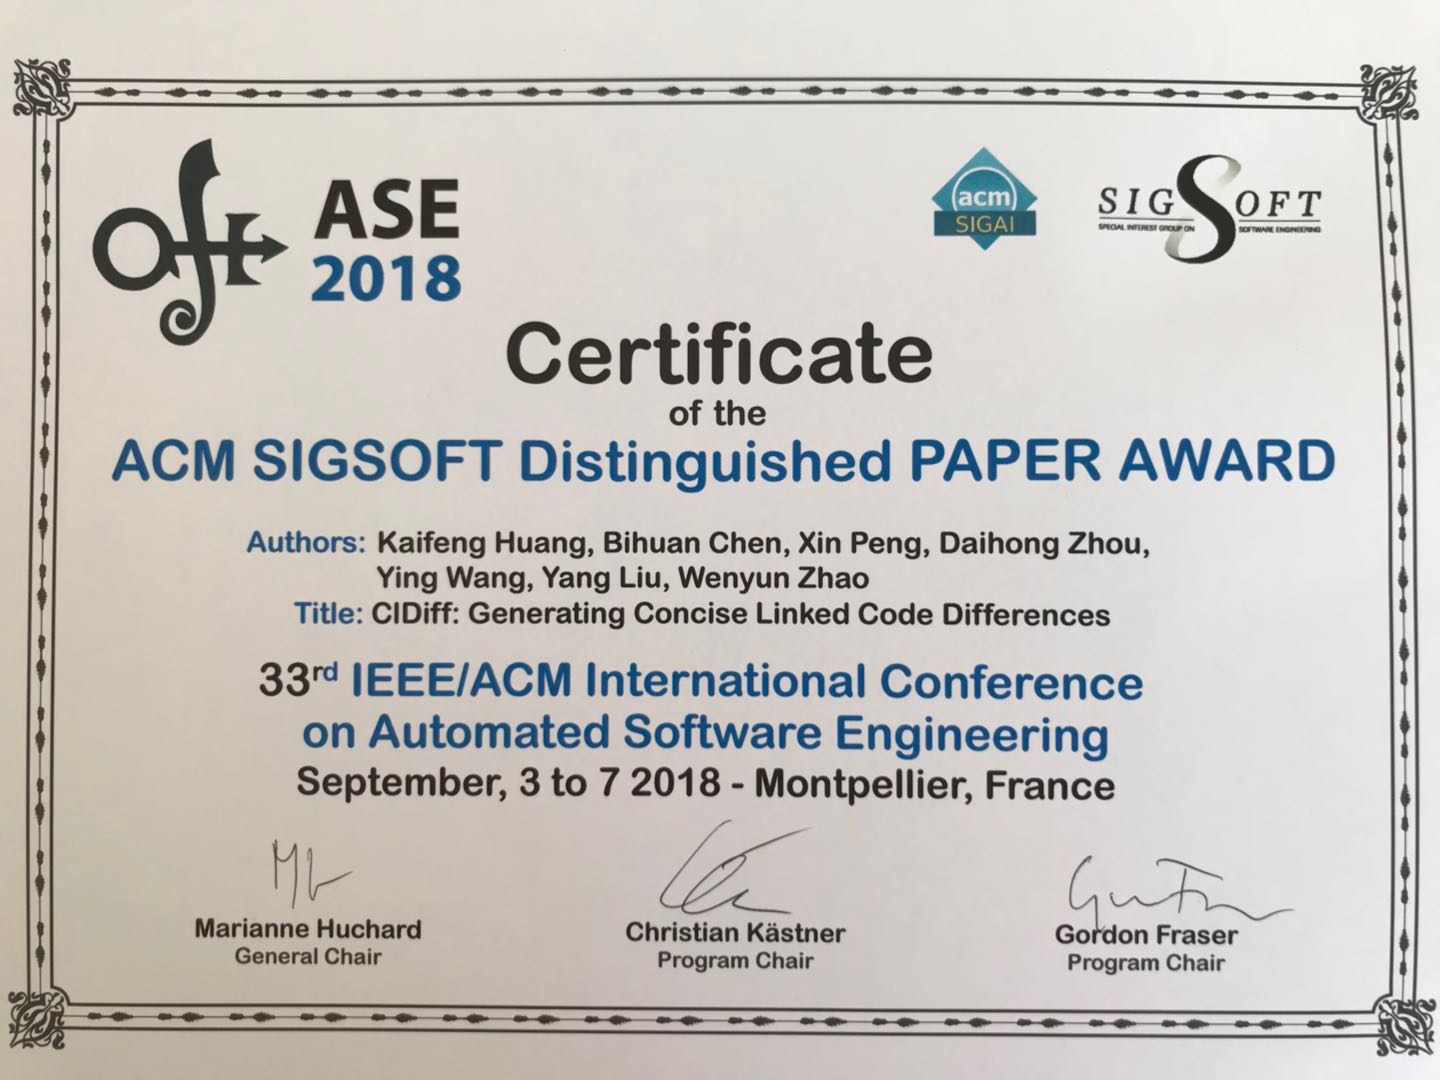 ASE
2018
acm
SIGAI
SIGSOFT
SPECIAL INTEREST GROUP ON SOFTWARE ENGINEERING
Certificate
of the
ACM SIGSOFT Distinguished PAPER AWARD
Authors: Kaifeng Huang, Bihuan Chen, Xin Peng, Daihong Zhou,
Ying Wang, Yang Liu, Wenyun Zhao
Title: ClDiff: Generating Concise Linked Code Differences
33rd IEEE/ACM International Conference
on Automated Software Engineering
September, 3 to 7 2018 - Montpellier, France
Marianne Huchard
General Chair
Christian Kästner
Program Chair
Gordon Fraser
Program Chair